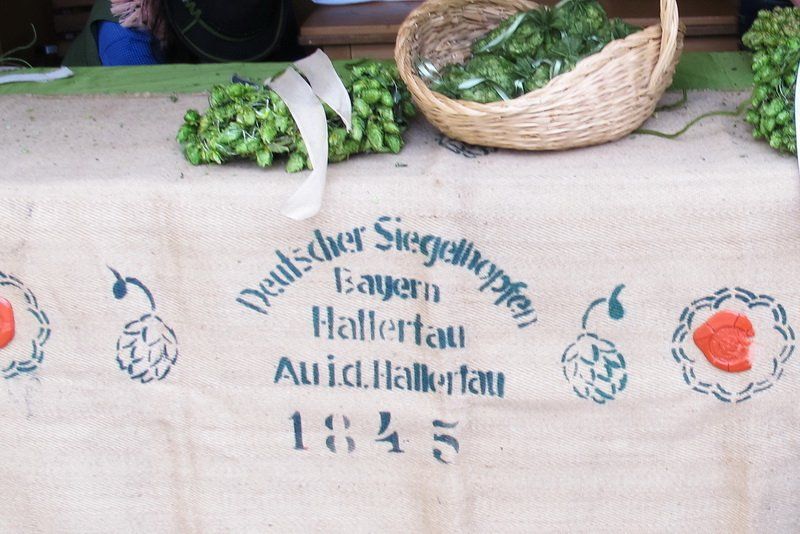 Deutscher Siegelhopfen
Bayern
Hallertau
Au i.d. Hallertau
1845